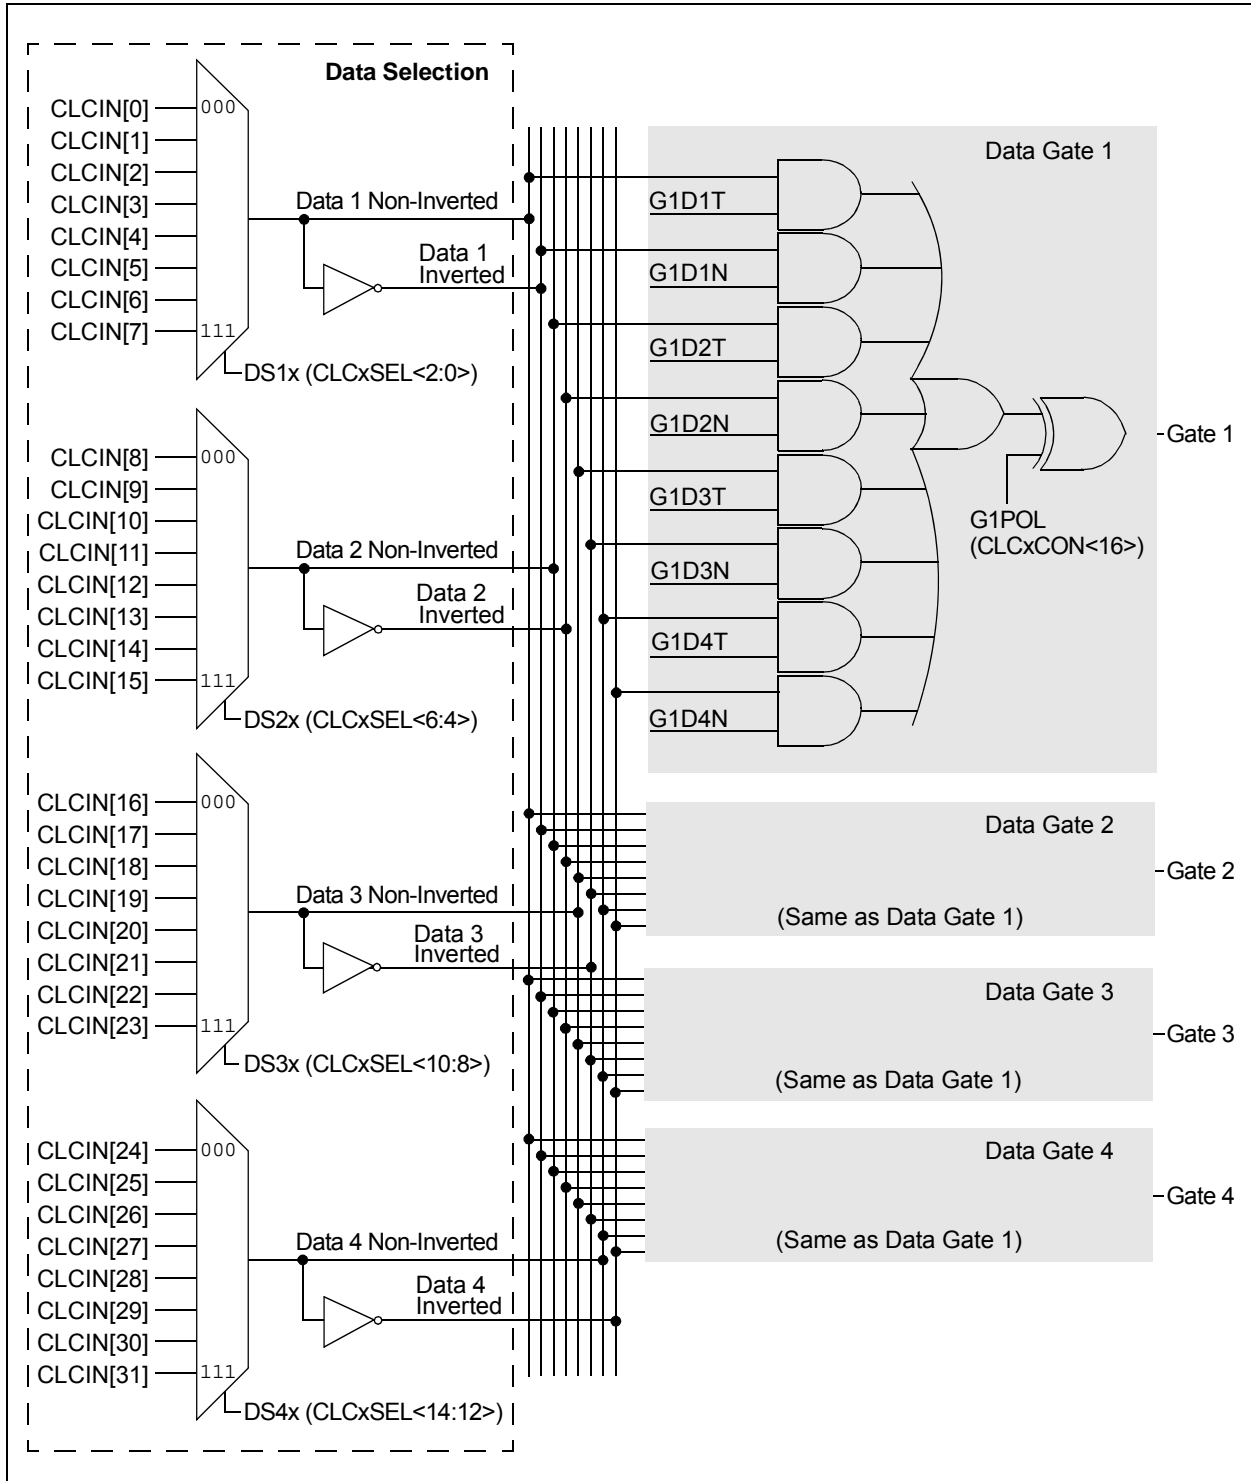 Data Selection
CLCIN[0]
CLCIN[1]
CLCIN[2]
CLCIN[3]
CLCIN[4]
CLCIN[5]
CLCIN[6]
CLCIN[7]
000
111
DS1x (CLCxSEL<2:0>)
Data 1 Non-Inverted
Data 1
Inverted
CLCIN[8]
CLCIN[9]
CLCIN[10]
CLCIN[11]
CLCIN[12]
CLCIN[13]
CLCIN[14]
CLCIN[15]
000
111
DS2x (CLCxSEL<6:4>)
Data 2 Non-Inverted
Data 2
Inverted
CLCIN[16]
CLCIN[17]
CLCIN[18]
CLCIN[19]
CLCIN[20]
CLCIN[21]
CLCIN[22]
CLCIN[23]
000
111
DS3x (CLCxSEL<10:8>)
Data 3 Non-Inverted
Data 3
Inverted
CLCIN[24]
CLCIN[25]
CLCIN[26]
CLCIN[27]
CLCIN[28]
CLCIN[29]
CLCIN[30]
CLCIN[31]
000
111
DS4x (CLCxSEL<14:12>)
Data 4 Non-Inverted
Data 4
Inverted
Data Gate 1
G1D1T
G1D1N
G1D2T
G1D2N
G1D3T
G1D3N
G1D4T
G1D4N
G1POL
(CLCxCON<16>)
Gate 1
Data Gate 2
(Same as Data Gate 1)
Gate 2
Data Gate 3
(Same as Data Gate 1)
Gate 3
Data Gate 4
(Same as Data Gate 1)
Gate 4